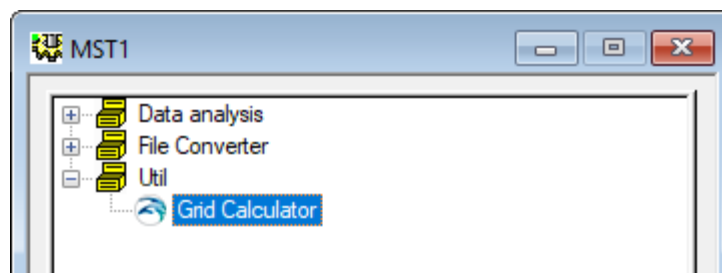 MST1
Data analysis
File Converter
Util
Grid Calculator